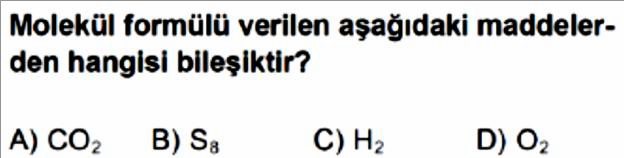 Molekül formülü verilen aşağıdaki maddeler-
den hangisi bileşiktir?
A) CO₂ B) S₈ C) H₂ D) O₂